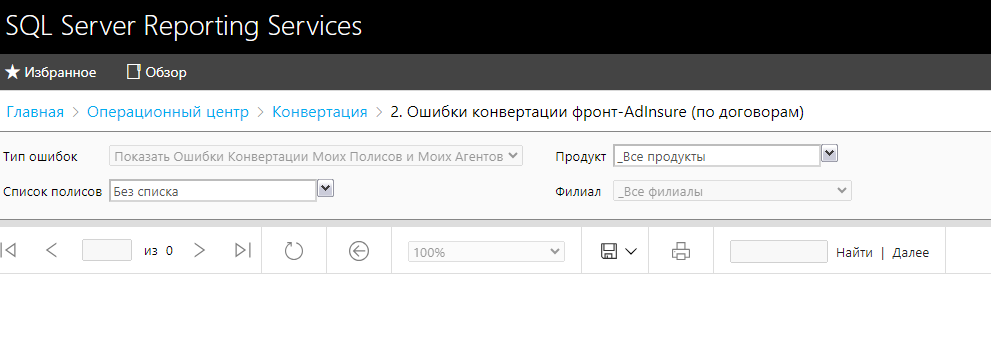 SQL Server Reporting Services
Избранное Обзор
Главная > Операционный центр > Конвертация > 2. Ошибки конвертации фронт-AdInsure (по договорам)
Тип ошибок Показать Ошибки Конвертации Моих Полисов и Моих Агентов Продукт _Все продукты
Список полисов Без списка Филиал _Все филиалы
из 0 100% Найти | Далее